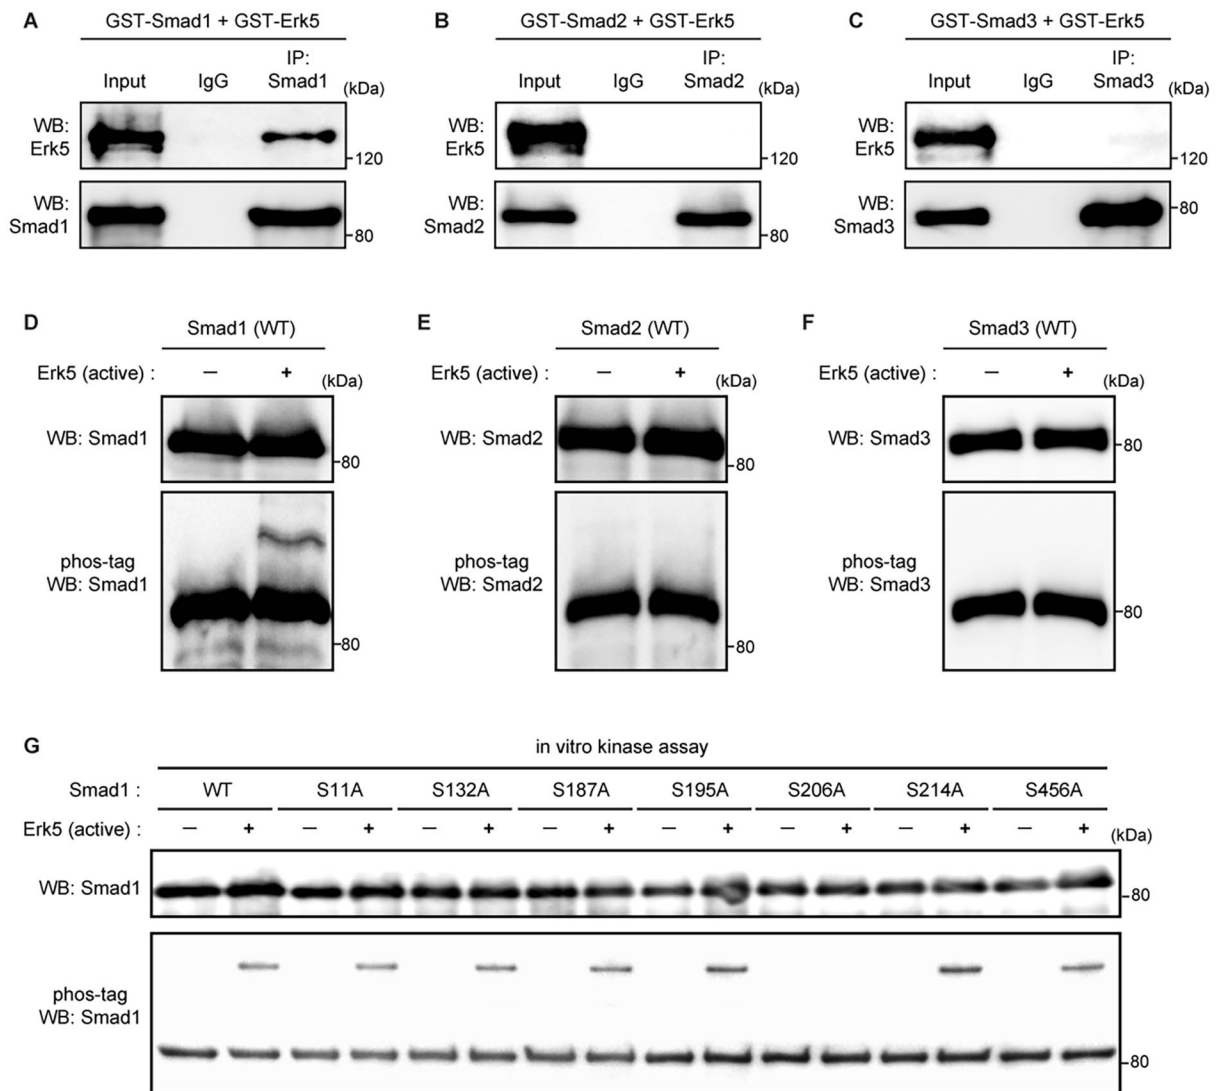 A
GST-Smad1 + GST-Erk5
Input
IgG
IP:
Smad1
(kDa)
WB:
Erk5
120
WB:
Smad1
80
B
GST-Smad2 + GST-Erk5
Input
IgG
IP:
Smad2
(kDa)
WB:
Erk5
120
WB:
Smad2
80
C
GST-Smad3 + GST-Erk5
Input
IgG
IP:
Smad3
(kDa)
WB:
Erk5
120
WB:
Smad3
80
D
Smad1 (WT)
Erk5 (active) : – +
(kDa)
WB: Smad1
80
phos-tag
WB: Smad1
80
E
Smad2 (WT)
Erk5 (active) : – +
(kDa)
WB: Smad2
80
phos-tag
WB: Smad2
80
F
Smad3 (WT)
Erk5 (active) : – +
(kDa)
WB: Smad3
80
phos-tag
WB: Smad3
80
G
in vitro kinase assay
Smad1 : WT S11A S132A S187A S195A S206A S214A S456A
Erk5 (active) : – + – + – + – + – + – + – + – +
(kDa)
WB: Smad1
80
phos-tag
WB: Smad1
80